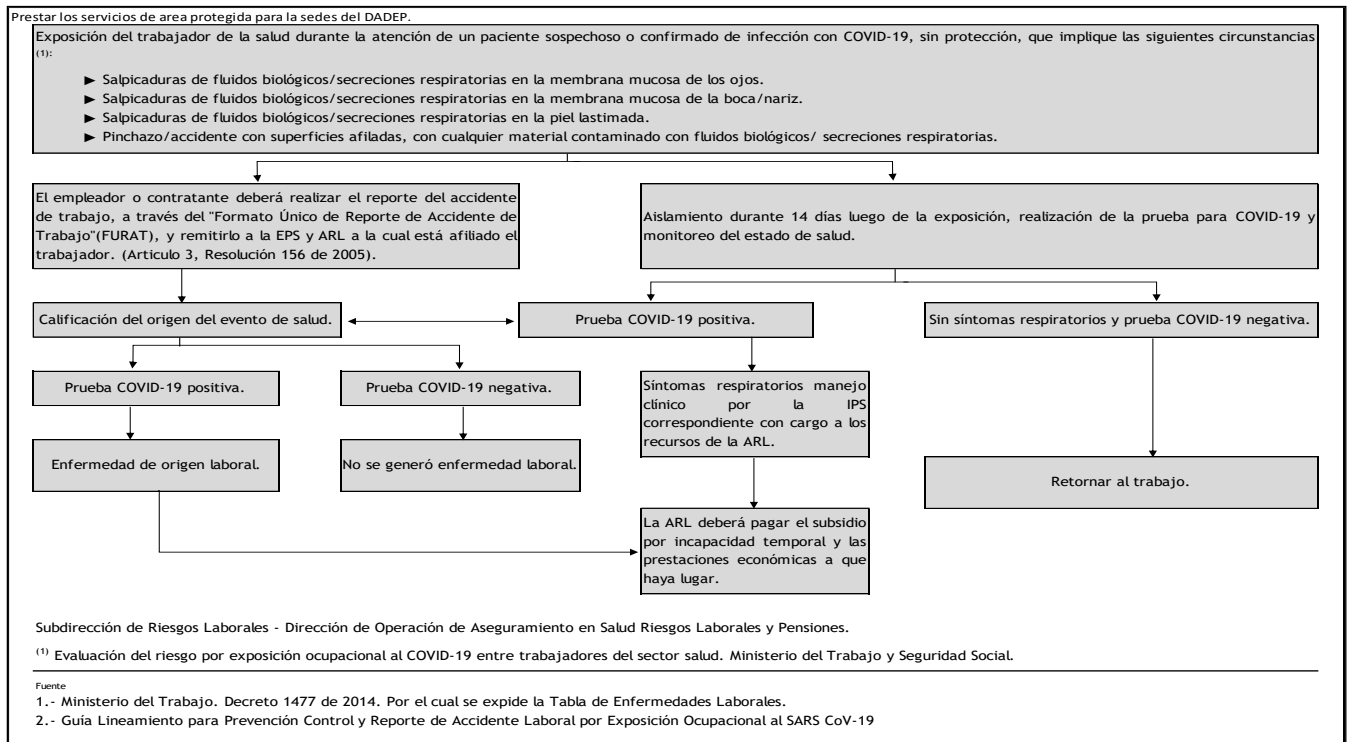 Prestar los servicios de area protegida para la sedes del DADEP.
Exposición del trabajador de la salud durante la atención de un paciente sospechoso o confirmado de infección con COVID-19, sin protección, que implique las siguientes circunstancias
(1):
► Salpicaduras de fluidos biológicos/secreciones respiratorias en la membrana mucosa de los ojos.
► Salpicaduras de fluidos biológicos/secreciones respiratorias en la membrana mucosa de la boca/nariz.
► Salpicaduras de fluidos biológicos/secreciones respiratorias en la piel lastimada.
► Pinchazo/accidente con superficies afiladas, con cualquier material contaminado con fluidos biológicos/ secreciones respiratorias.
El empleador o contratante deberá realizar el reporte del accidente
de trabajo, a través del "Formato Único de Reporte de Accidente de
Trabajo"(FURAT), y remitirlo a la EPS y ARL a la cual está afiliado el
trabajador. (Articulo 3, Resolución 156 de 2005).
Aislamiento durante 14 días luego de la exposición, realización de la prueba para COVID-19 y
monitoreo del estado de salud.
Calificación del origen del evento de salud.
Prueba COVID-19 positiva.
Sin síntomas respiratorios y prueba COVID-19 negativa.
Prueba COVID-19 positiva.
Prueba COVID-19 negativa.
Síntomas respiratorios manejo
clínico por la IPS
correspondiente con cargo a los
recursos de la ARL.
Enfermedad de origen laboral.
No se generó enfermedad laboral.
Retornar al trabajo.
La ARL deberá pagar el subsidio
por incapacidad temporal y las
prestaciones económicas a que
haya lugar.
Subdirección de Riesgos Laborales - Dirección de Operación de Aseguramiento en Salud Riesgos Laborales y Pensiones.
(1) Evaluación del riesgo por exposición ocupacional al COVID-19 entre trabajadores del sector salud. Ministerio del Trabajo y Seguridad Social.
Fuente
1.- Ministerio del Trabajo. Decreto 1477 de 2014. Por el cual se expide la Tabla de Enfermedades Laborales.
2.- Guía Lineamiento para Prevención Control y Reporte de Accidente Laboral por Exposición Ocupacional al SARS CoV-19